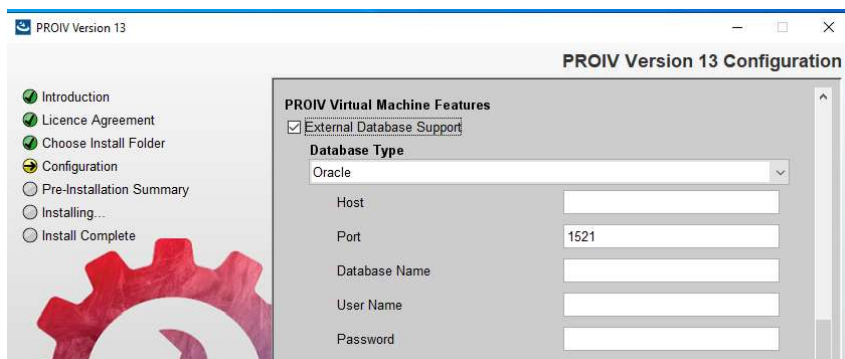 PROIV Version 13
PROIV Version 13 Configuration
Introduction
Licence Agreement
Choose Install Folder
Configuration
Pre-Installation Summary
Installing...
Install Complete
PROIV Virtual Machine Features
External Database Support
Database Type
Oracle
Host
Port 1521
Database Name
User Name
Password